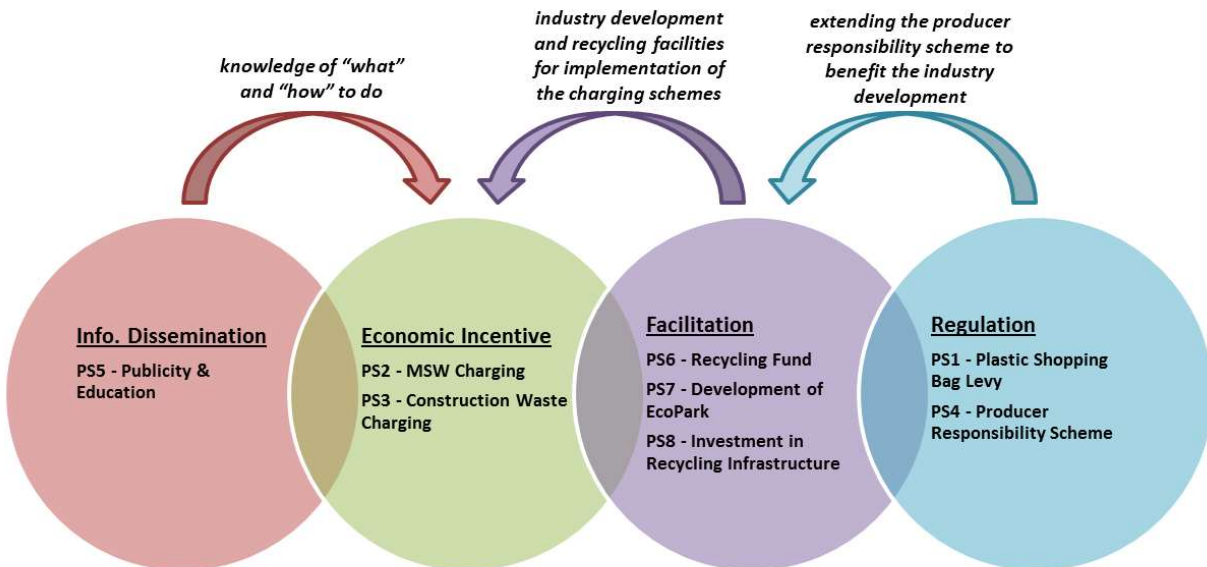 knowledge of “what”
and “how” to do
industry development
and recycling facilities
for implementation of
the charging schemes
extending the producer
responsibility scheme to
benefit the industry
development
Info. Dissemination
PS5 - Publicity &
Education
Economic Incentive
PS2 - MSW Charging
PS3 - Construction Waste
Charging
Facilitation
PS6 - Recycling Fund
PS7 - Development of
EcoPark
PS8 - Investment in
Recycling Infrastructure
Regulation
PS1 - Plastic Shopping
Bag Levy
PS4 - Producer
Responsibility Scheme